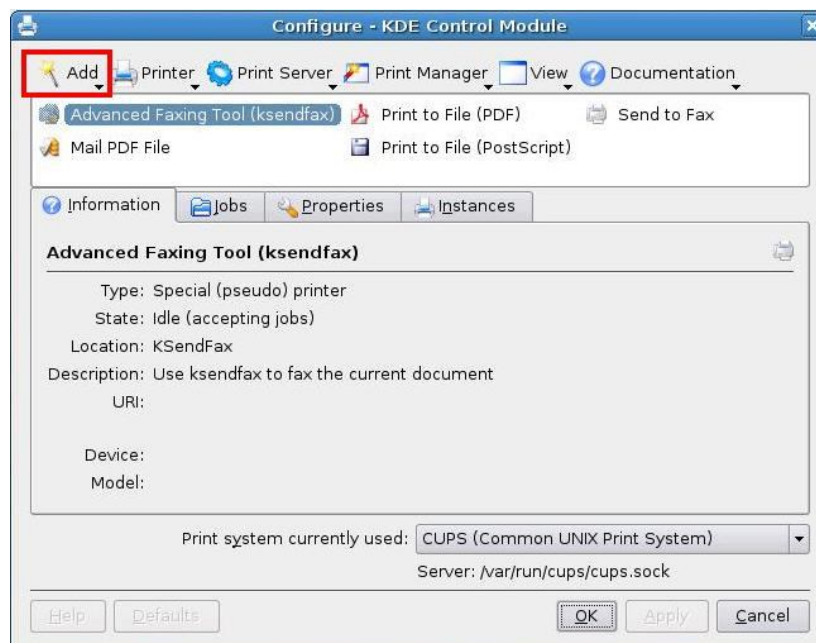 Configure - KDE Control Module
Add Printer Print Server Print Manager View Documentation
Advanced Faxing Tool (ksendfax) Print to File (PDF) Send to Fax
Mail PDF File Print to File (PostScript)
Information Jobs Properties Instances
Advanced Faxing Tool (ksendfax)
Type: Special (pseudo) printer
State: Idle (accepting jobs)
Location: KSendFax
Description: Use ksendfax to fax the current document
URI:
Device:
Model:
Print system currently used: CUPS (Common UNIX Print System)
Server: /var/run/cups/cups.sock
Help Defaults OK Apply Cancel